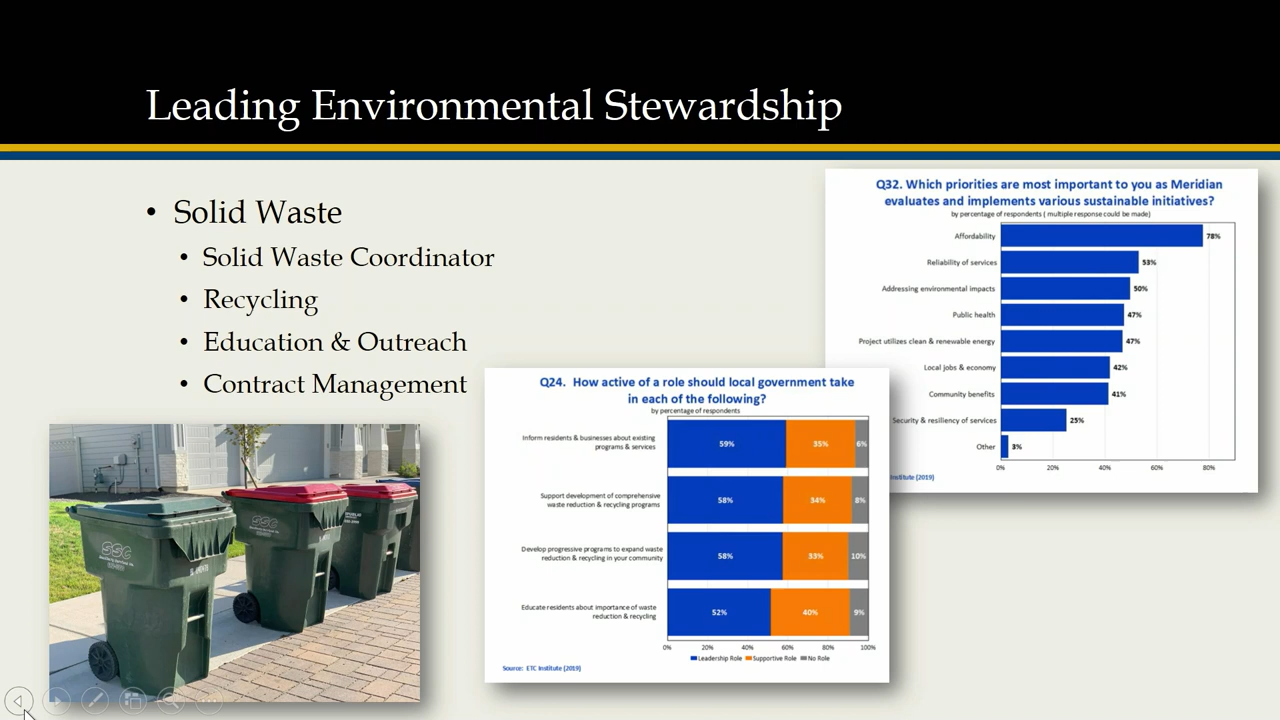 Leading Environmental Stewardship
• Solid Waste
• Solid Waste Coordinator
• Recycling
• Education & Outreach
• Contract Management
Q32. Which priorities are most important to you as Meridian
evaluates and implements various sustainable initiatives?
by percentage of respondents ( multiple response could be made)
Affordability 78%
Reliability of services 53%
Addressing environmental impacts 50%
Public health 47%
Project utilizes clean & renewable energy 47%
Local jobs & economy 42%
Community benefits 41%
Security & resiliency of services 25%
Other 3%
0% 20% 40% 60% 80%
Institute (2019)
Q24. How active of a role should local government take
in each of the following?
by percentage of respondents
Inform residents & businesses about existing
programs & services
59% 35% 6%
Support development of comprehensive
waste reduction & recycling programs
58% 34% 8%
Develop progressive programs to expand waste
reduction & recycling in your community
58% 33% 10%
Educate residents about importance of waste
reduction & recycling
52% 40% 9%
0% 20% 40% 60% 80% 100%
Leadership Role Supportive Role No Role
Source: ETC Institute (2019)
SSC
SSC